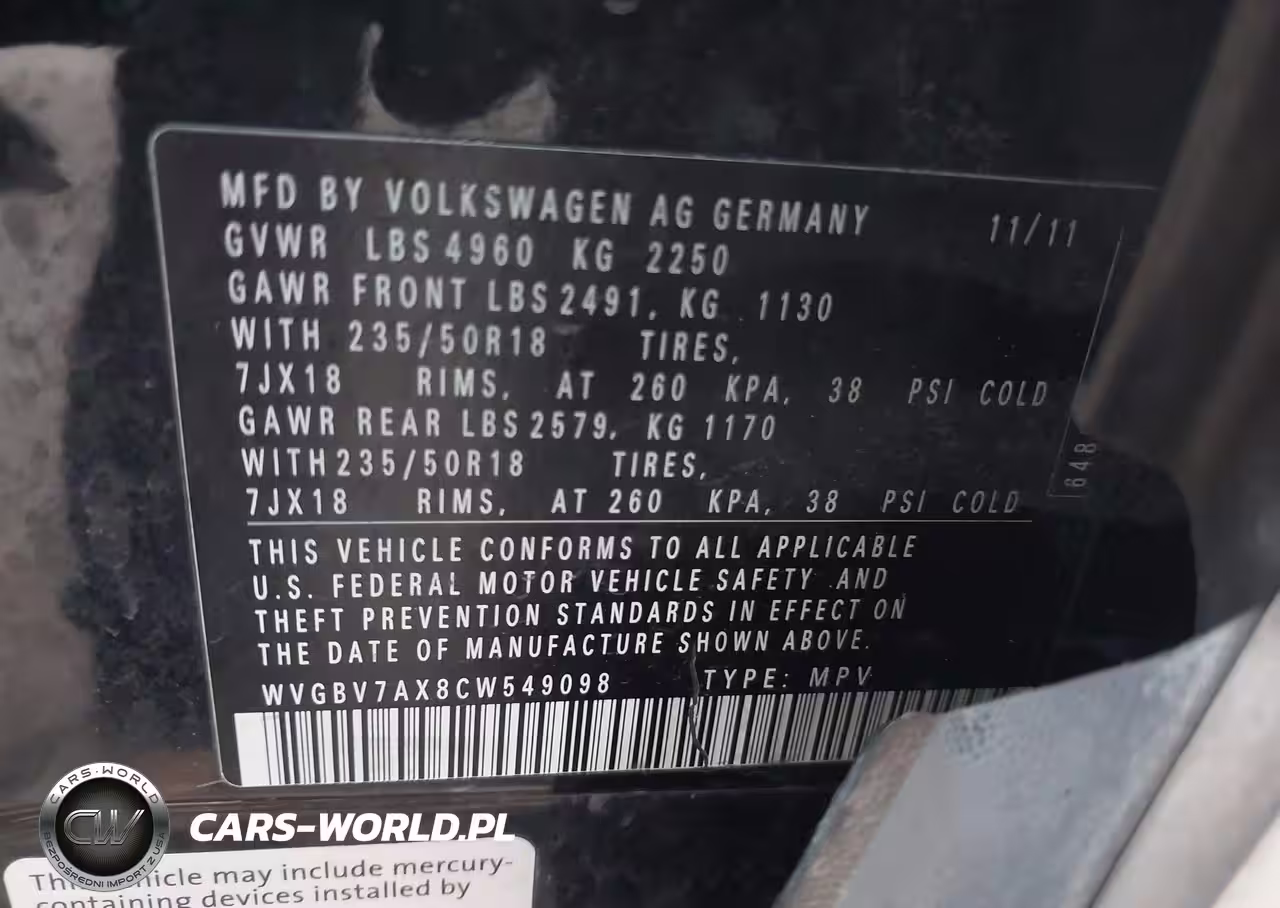 MFD BY VOLKSWAGEN AG GERMANY 11/11
GVWR LBS 4960 KG 2250
GAWR FRONT LBS 2491, KG 1130
WITH 235/50R18 TIRES,
7JX18 RIMS, AT 260 KPA, 38 PSI COLD
GAWR REAR LBS 2579, KG 1170
WITH 235/50R18 TIRES,
7JX18 RIMS, AT 260 KPA, 38 PSI COLD
648
THIS VEHICLE CONFORMS TO ALL APPLICABLE
U.S. FEDERAL MOTOR VEHICLE SAFETY AND
THEFT PREVENTION STANDARDS IN EFFECT ON
THE DATE OF MANUFACTURE SHOWN ABOVE.
WVGBV7AX8CW549098 TYPE: MPV
CARS-WORLD
CW
BEZPOŚREDNI IMPORT Z USA
CARS-WORLD.PL
vehicle may include mercury-
containing devices installed by